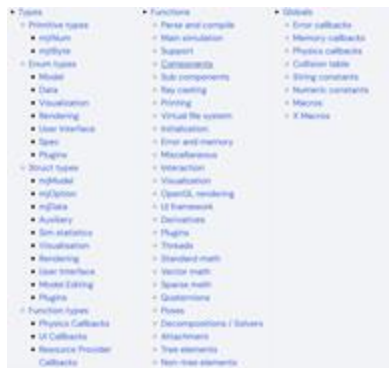 Types
Primitive types
mjtNum
mjtByte
Enum types
Model
Data
Visualization
Rendering
User Interface
Spec
Plugins
Struct types
mjModel
mjOption
mjData
Auxiliary
Sim statistics
Visualisation
Rendering
User Interface
Model Editing
Plugins
Function types
Physics Callbacks
UI Callbacks
Resource Provider
Callbacks
Functions
Parse and compile
Main simulation
Support
Components
Sub components
Ray casting
Printing
Virtual file system
Initialization
Error and memory
Miscellaneous
Interaction
Visualization
OpenGL rendering
UI framework
Derivatives
Plugins
Threads
Standard math
Vector math
Sparse math
Quaternions
Poses
Decompositions / Solvers
Attachment
Tree elements
Non-tree elements
Globals
Error callbacks
Memory callbacks
Physics callbacks
Collision table
String constants
Numeric constants
Macros
X Macros